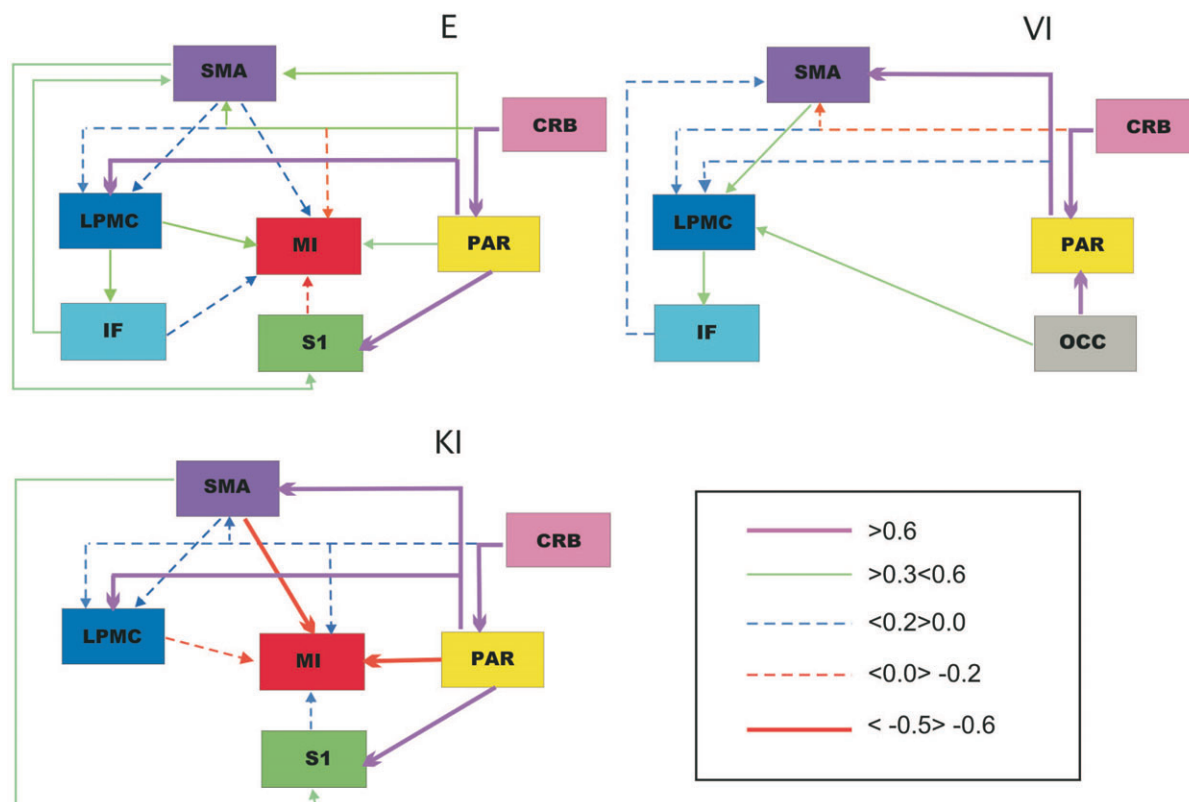 E
SMA
CRB
LPMC
MI
PAR
IF
S1
VI
SMA
CRB
LPMC
PAR
IF
OCC
KI
SMA
CRB
LPMC
MI
PAR
S1
>0.6
>0.3<0.6
<0.2>0.0
<0.0> -0.2
< -0.5> -0.6